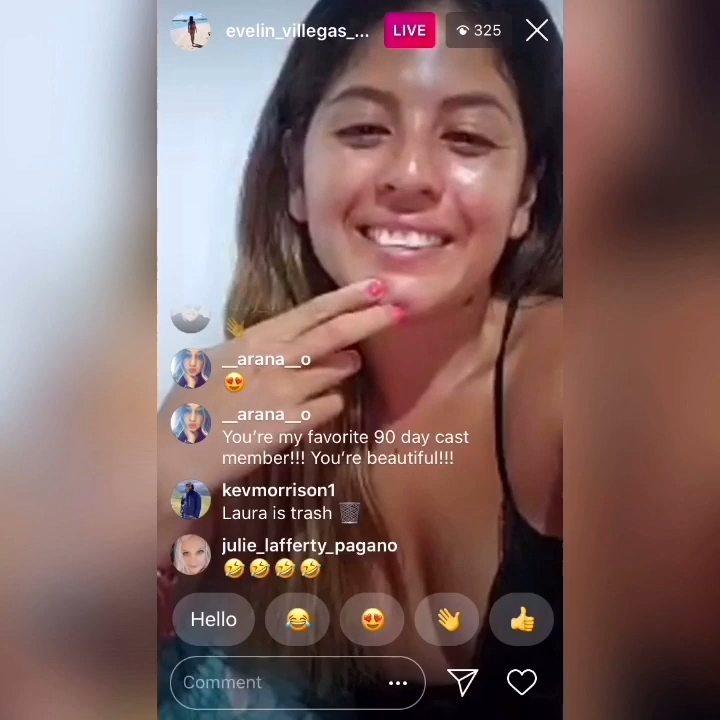 evelin_villegas_...
LIVE
325
__arana__o
😍
__arana__o
You're my favorite 90 day cast
member!!! You're beautiful!!!
kevmorrison1
Laura is trash 🗑
julie_lafferty_pagano
🤣🤣🤣🤣
Hello
Comment